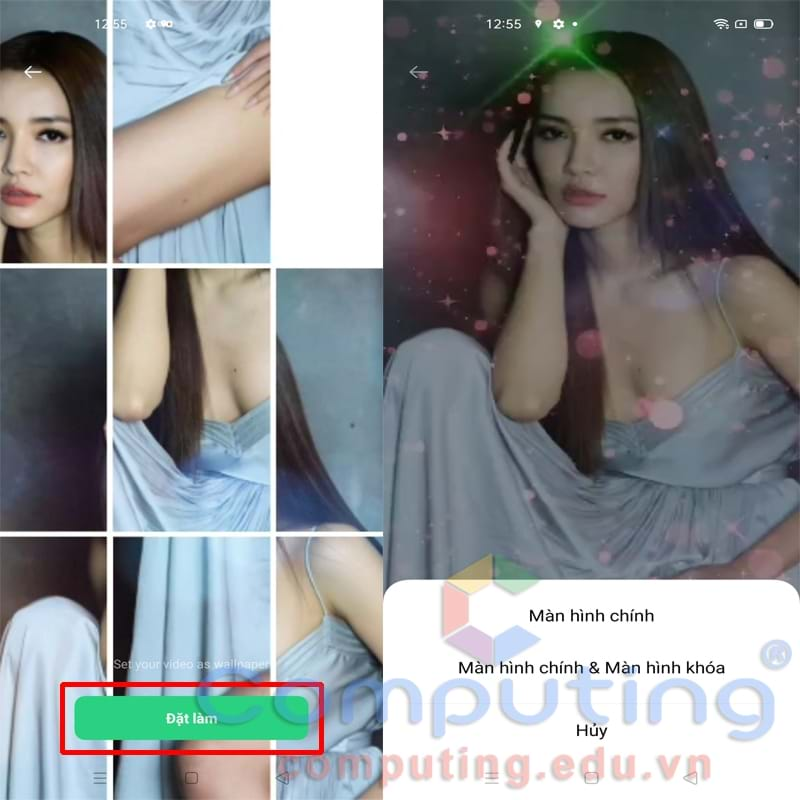 12:55
Set your video as wallpaper
Đặt làm
12:55
Màn hình chính
Màn hình chính & Màn hình khóa
Hủy
Computing
®
computing.edu.vn